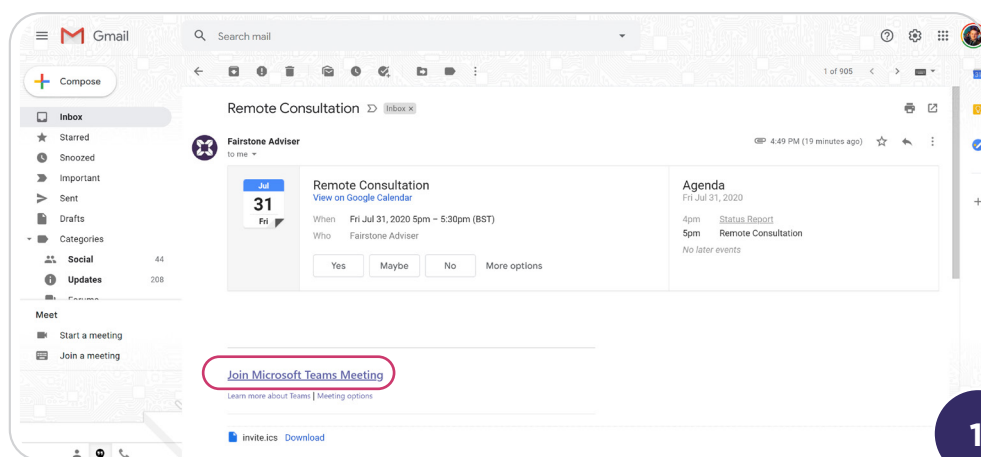 Gmail
Search mail
Compose
1 of 905
Inbox
Starred
Snoozed
Important
Sent
Drafts
Categories
Social 44
Updates 208
Forums
Meet
Start a meeting
Join a meeting
Remote Consultation Inbox x
Fairstone Adviser
to me
4:49 PM (19 minutes ago)
Jul
31
Fri
Remote Consultation
View on Google Calendar
When Fri Jul 31, 2020 5pm – 5:30pm (BST)
Who Fairstone Adviser
Yes Maybe No More options
Agenda
Fri Jul 31, 2020
4pm Status Report
5pm Remote Consultation
No later events
Join Microsoft Teams Meeting
Learn more about Teams | Meeting options
invite.ics Download
1